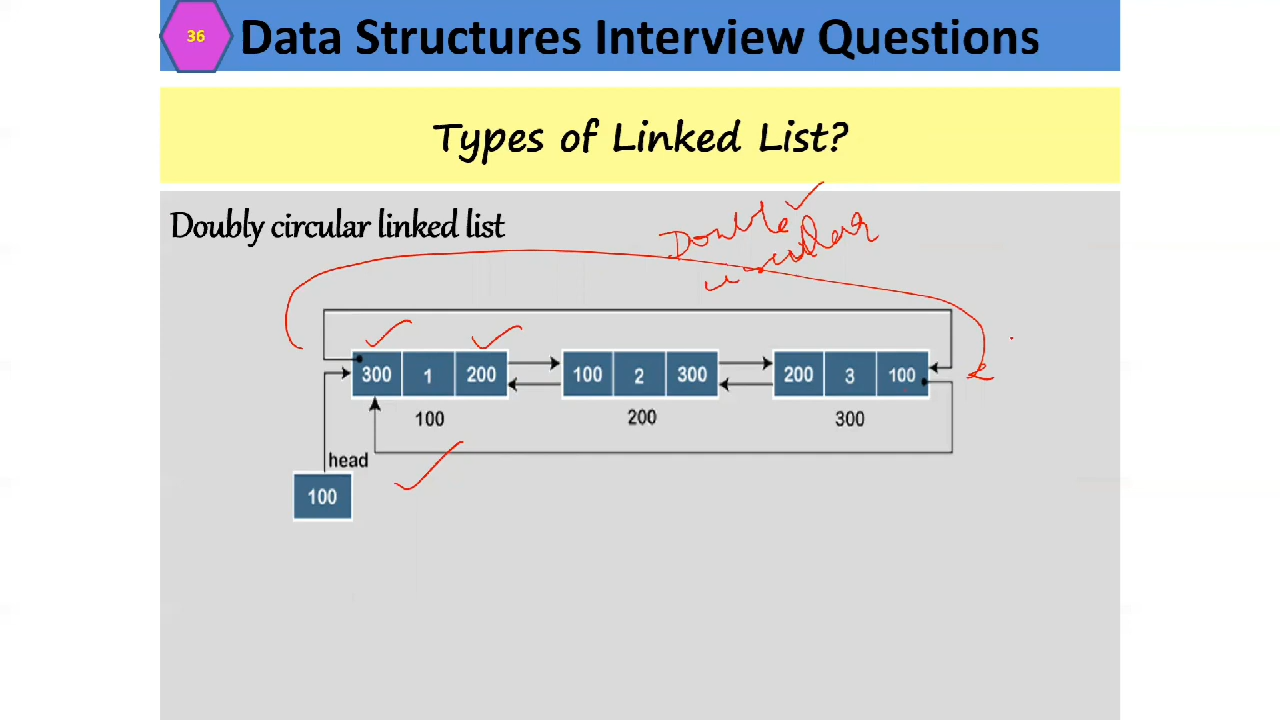 36
Data Structures Interview Questions
Types of Linked List?
Doubly circular linked list
Double
circular
300 1 200 100 2 300 200 3 100
100 200 300
head
100